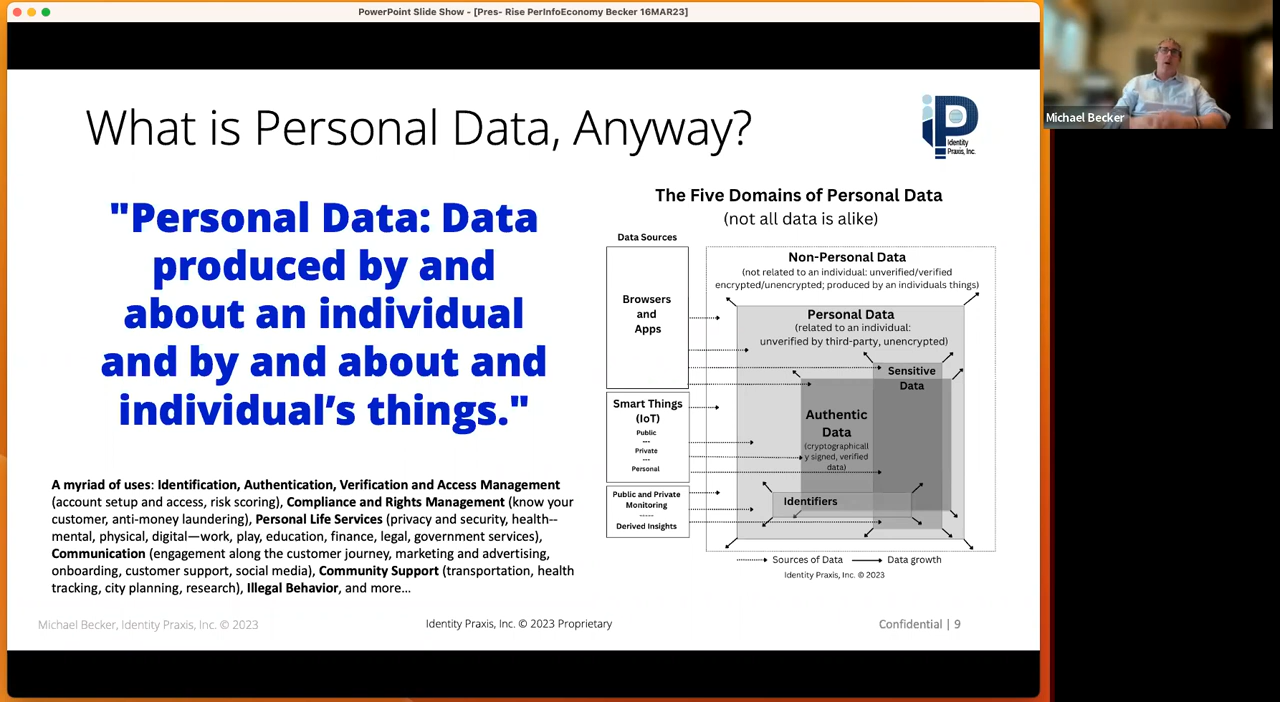 PowerPoint Slide Show - [Pres- Rise PerInfoEconomy Becker 16MAR23]
Michael Becker
What is Personal Data, Anyway?
Identity
Praxis, Inc.
"Personal Data: Data
produced by and
about an individual
and by and about and
individual's things."
A myriad of uses: Identification, Authentication, Verification and Access Management
(account setup and access, risk scoring), Compliance and Rights Management (know your
customer, anti-money laundering), Personal Life Services (privacy and security, health--
mental, physical, digital—work, play, education, finance, legal, government services),
Communication (engagement along the customer journey, marketing and advertising,
onboarding, customer support, social media), Community Support (transportation, health
tracking, city planning, research), Illegal Behavior, and more...
The Five Domains of Personal Data
(not all data is alike)
Data Sources
Browsers
and
Apps
Smart Things
(IoT)
Public
---
Private
---
Personal
Public and Private
Monitoring
-----
Derived Insights
Non-Personal Data
(not related to an individual: unverified/verified
encrypted/unencrypted; produced by an individuals things)
Personal Data
(related to an individual:
unverified by third-party, unencrypted)
Sensitive
Data
Authentic
Data
(cryptographicall
y signed, verified
data)
Identifiers
Sources of Data
Data growth
Identity Praxis, Inc. © 2023
Michael Becker, Identity Praxis, Inc. © 2023
Identity Praxis, Inc. © 2023 Proprietary
Confidential | 9